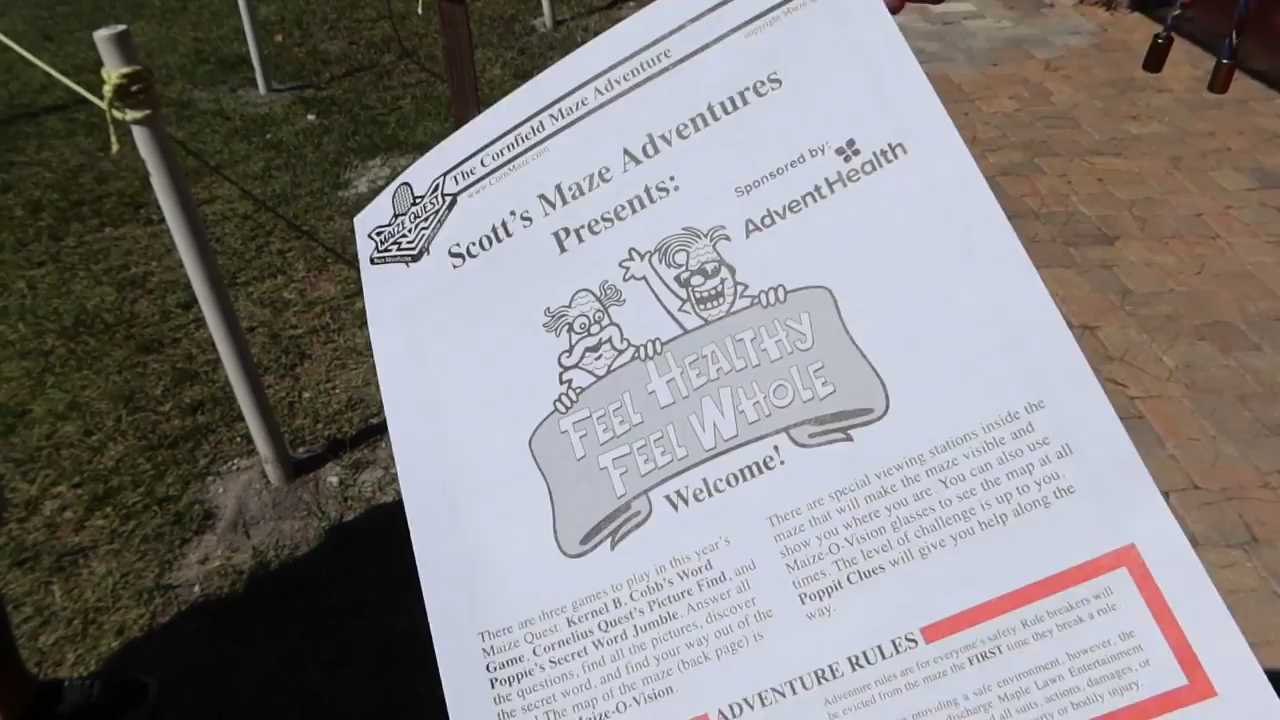 The Cornfield Maze Adventure
copyright Maize
www.CornMaze.com
MAIZE QUEST
Scott's Maze Adventures
Presents:
Sponsored by:
AdventHealth
FEEL HEALTHY
FEEL WHOLE
Welcome!
There are three games to play in this year's
Maize Quest. Kernel B. Cobb's Word
Game, Cornelius Quest's Picture Find, and
Poppie's Secret Word Jumble. Answer all
the questions, find all the pictures, discover
the secret word, and find your way out of the
! The map of the maze (back page) is
Maize-O-Vision.
There are special viewing stations inside the
maze that will make the maze visible and
show you where you are. You can also use
Maize-O-Vision glasses to see the map at all
times. The level of challenge is up to you.
Poppit Clues will give you help along the
way.
ADVENTURE RULES
Adventure rules are for everyone's safety. Rule breakers will
be evicted from the maze the FIRST time they break a rule.
providing a safe environment, however, the
discharge Maple Lawn Entertainment
all suits, actions, damages, or
or bodily injury.